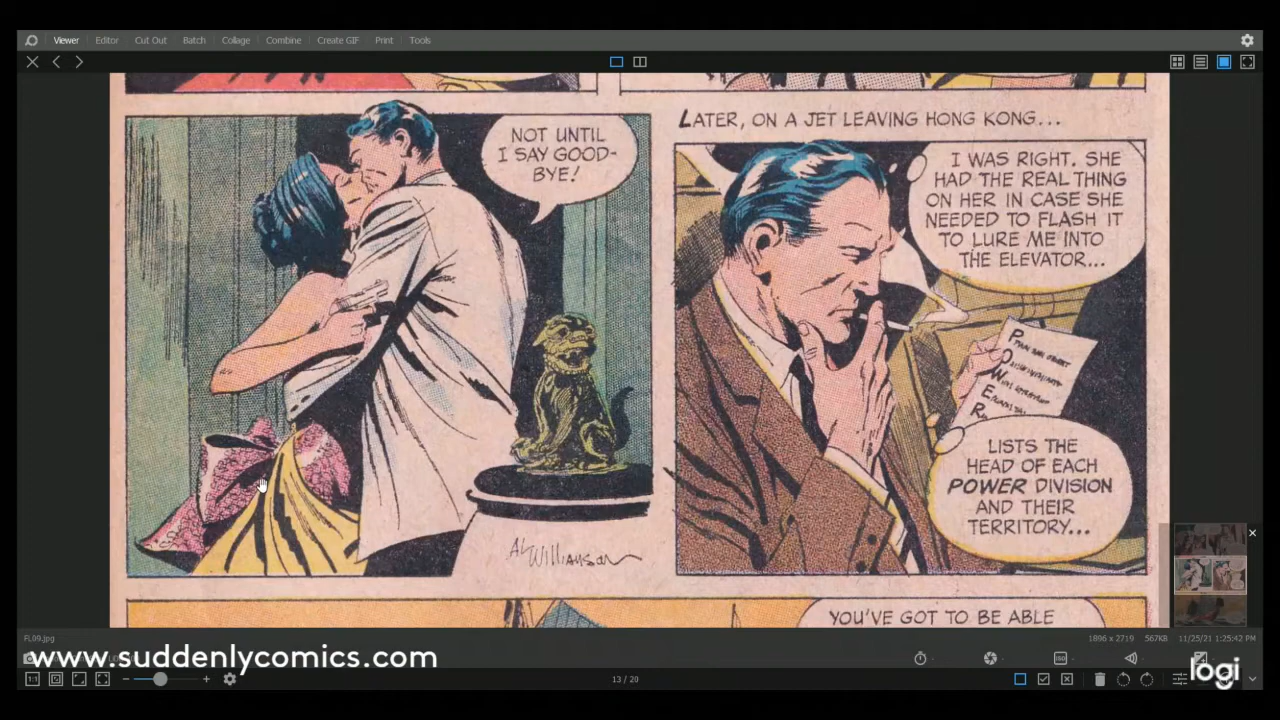 Viewer Editor Cut Out Batch Collage Combine Create GIF Print Tools
NOT UNTIL
I SAY GOOD-
BYE!
LATER, ON A JET LEAVING HONG KONG...
I WAS RIGHT. SHE
HAD THE REAL THING
ON HER IN CASE SHE
NEEDED TO FLASH IT
TO LURE ME INTO
THE ELEVATOR...
P
O
W
E
R
LISTS THE
HEAD OF EACH
POWER DIVISION
AND THEIR
TERRITORY...
AL WILLIAMSON
YOU'VE GOT TO BE ABLE
FL09.jpg
1896 x 2719 567KB 11/25/21 1:25:42 PM
www.suddenlycomics.com
ISO
logi
1:1
13 / 20